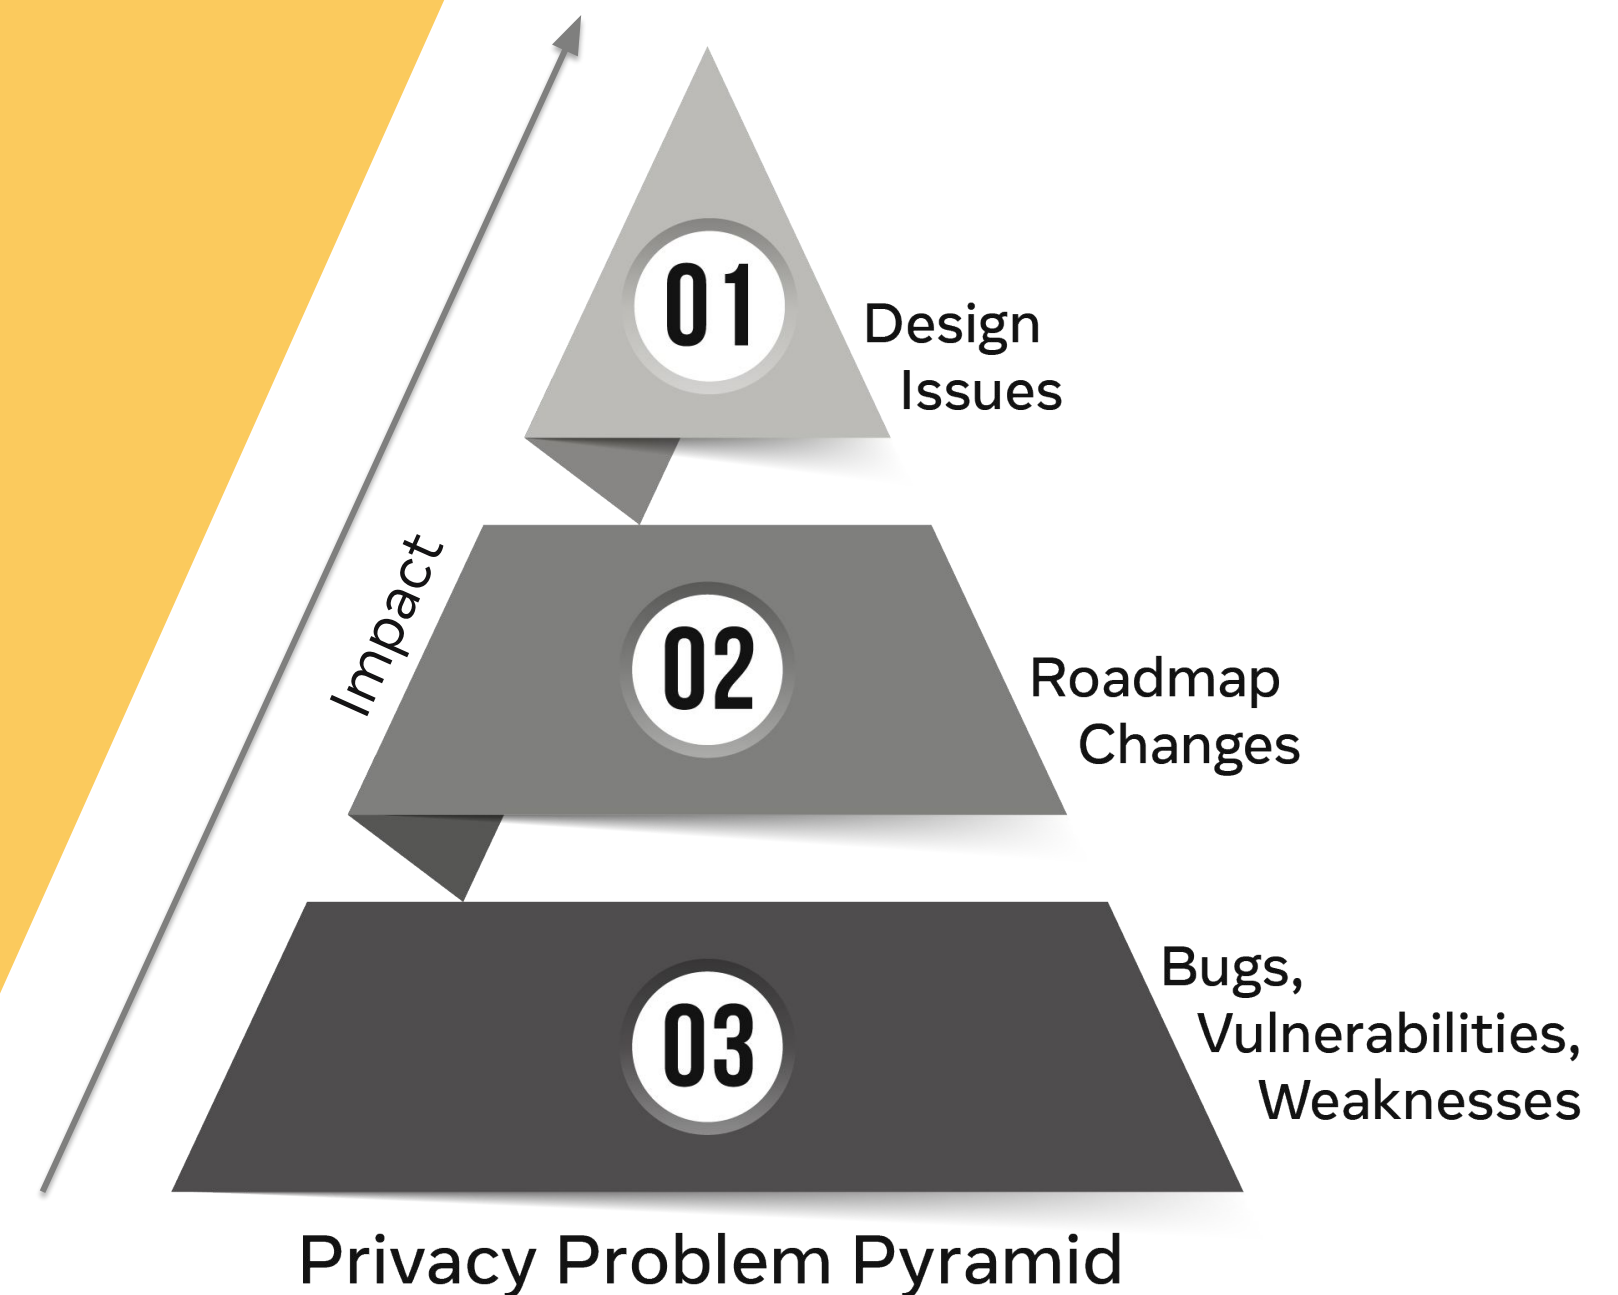 01
Design
Issues
Impact
02
Roadmap
Changes
03
Bugs,
Vulnerabilities,
Weaknesses
Privacy Problem Pyramid